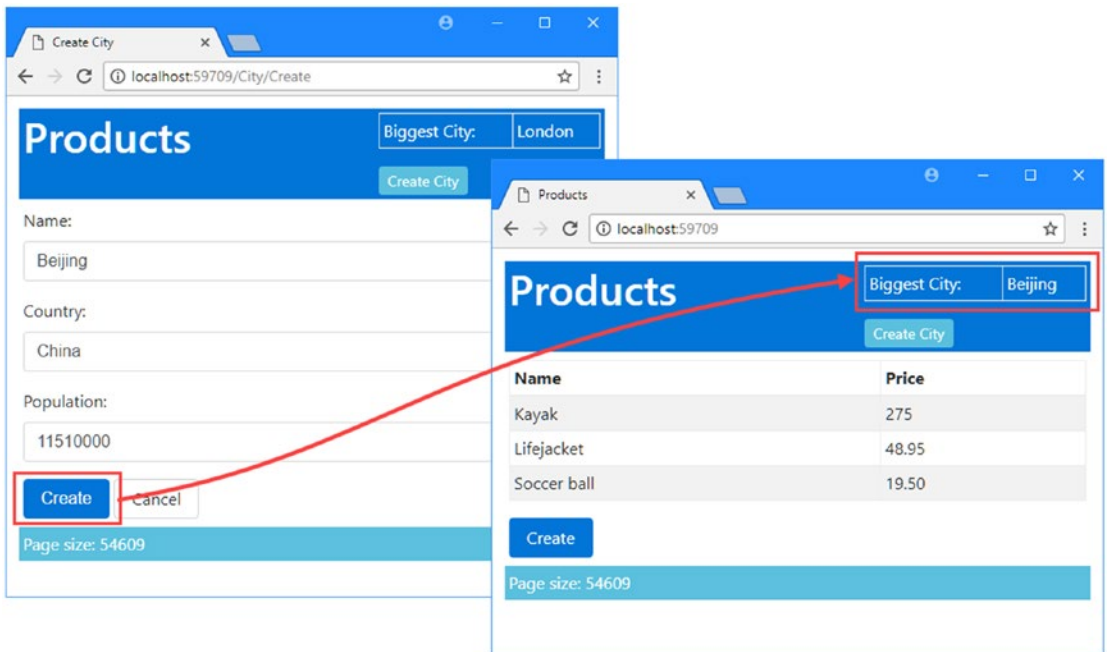 Create City
localhost:59709/City/Create
Products
Biggest City: London
Create City
Name:
Beijing
Country:
China
Population:
11510000
Create Cancel
Page size: 54609
Products
localhost:59709
Products
Biggest City: Beijing
Create City
Name Price
Kayak 275
Lifejacket 48.95
Soccer ball 19.50
Create
Page size: 54609